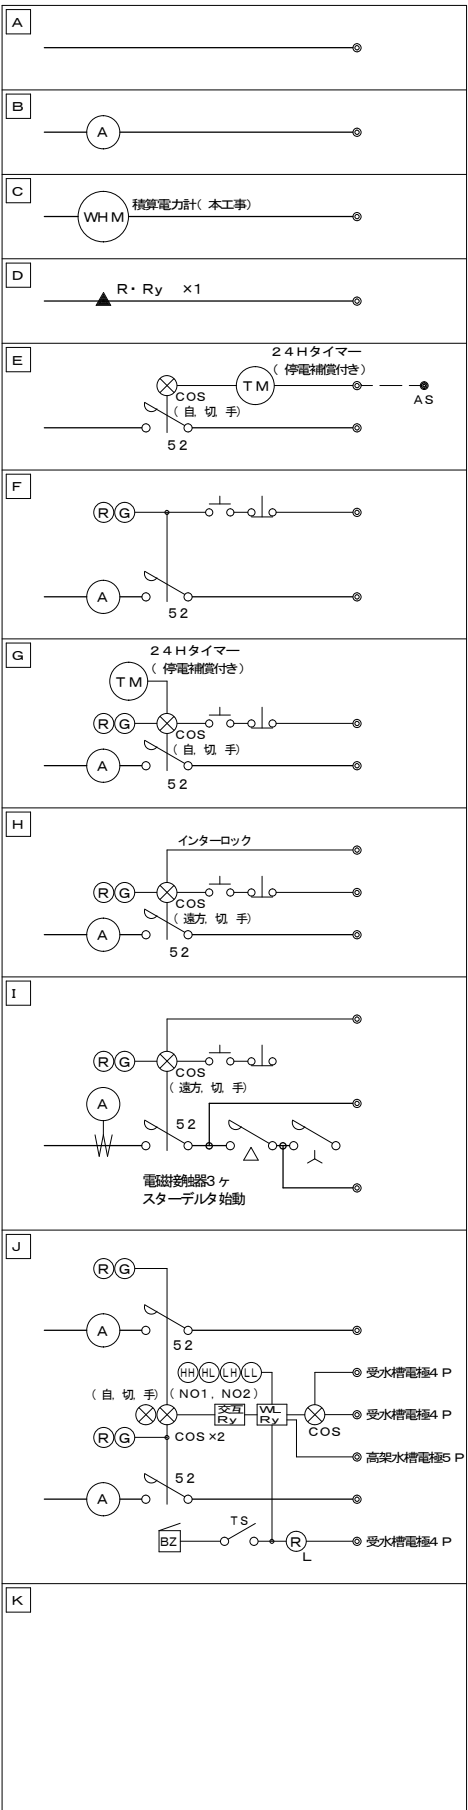 A
B
A
C
WHM
積算電力計(本工事)
D
R・Ry ×1
E
24Hタイマー
(停電補償付き)
TM
COS
(自, 切, 手)
AS
52
F
R G
A
52
G
24Hタイマー
(停電補償付き)
TM
R G
COS
(自, 切, 手)
A
52
H
インターロック
R G
COS
(遠方, 切, 手)
A
52
I
R G
COS
(遠方, 切, 手)
A
52
電磁接触器3ヶ
スターデルタ始動
J
R G
A
52
HH HL LH LL
受水槽電極4P
(自, 切, 手) (NO1, NO2)
交互
Ry
WL
Ry
COS
受水槽電極4P
R G
COS×2
高架水槽電極5P
A
52
BZ
TS
R
L
受水槽電極4P
K